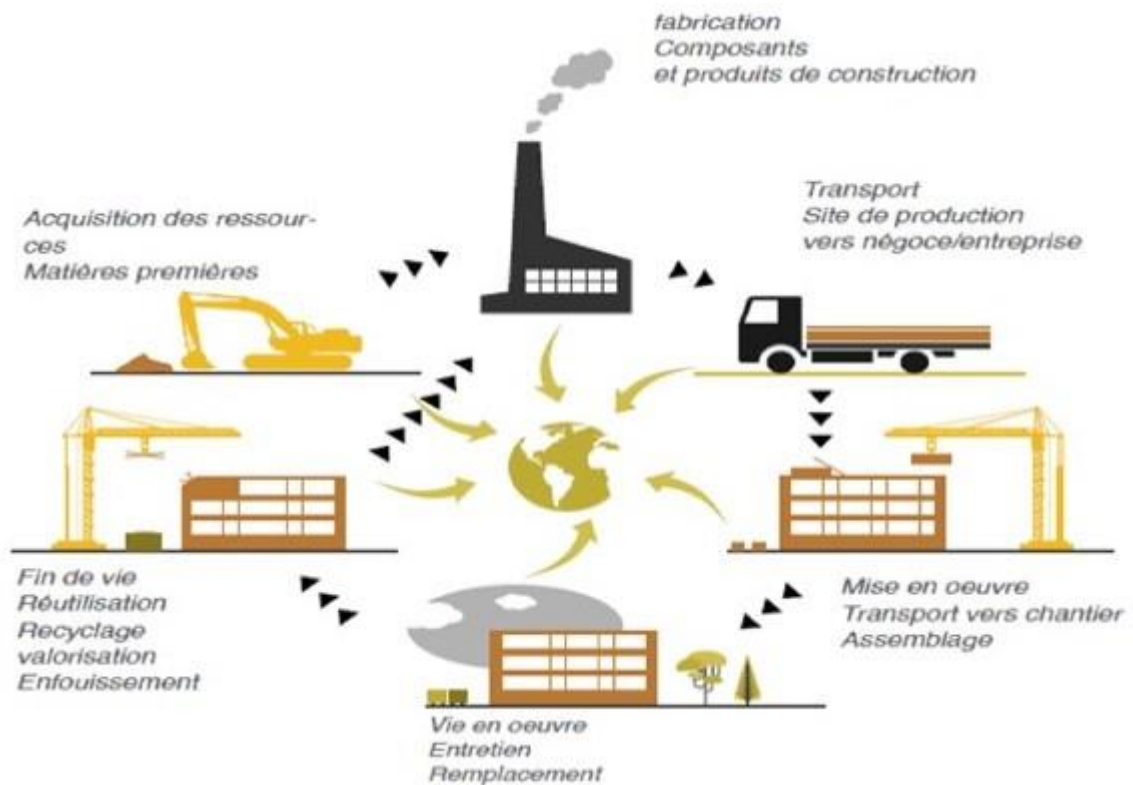 fabrication
Composants
et produits de construction
Transport
Site de production
vers négoce/entreprise
Acquisition des ressour-
ces
Matières premières
Fin de vie
Réutilisation
Recyclage
valorisation
Enfouissement
Mise en oeuvre
Transport vers chantier
Assemblage
Vie en oeuvre
Entretien
Remplacement